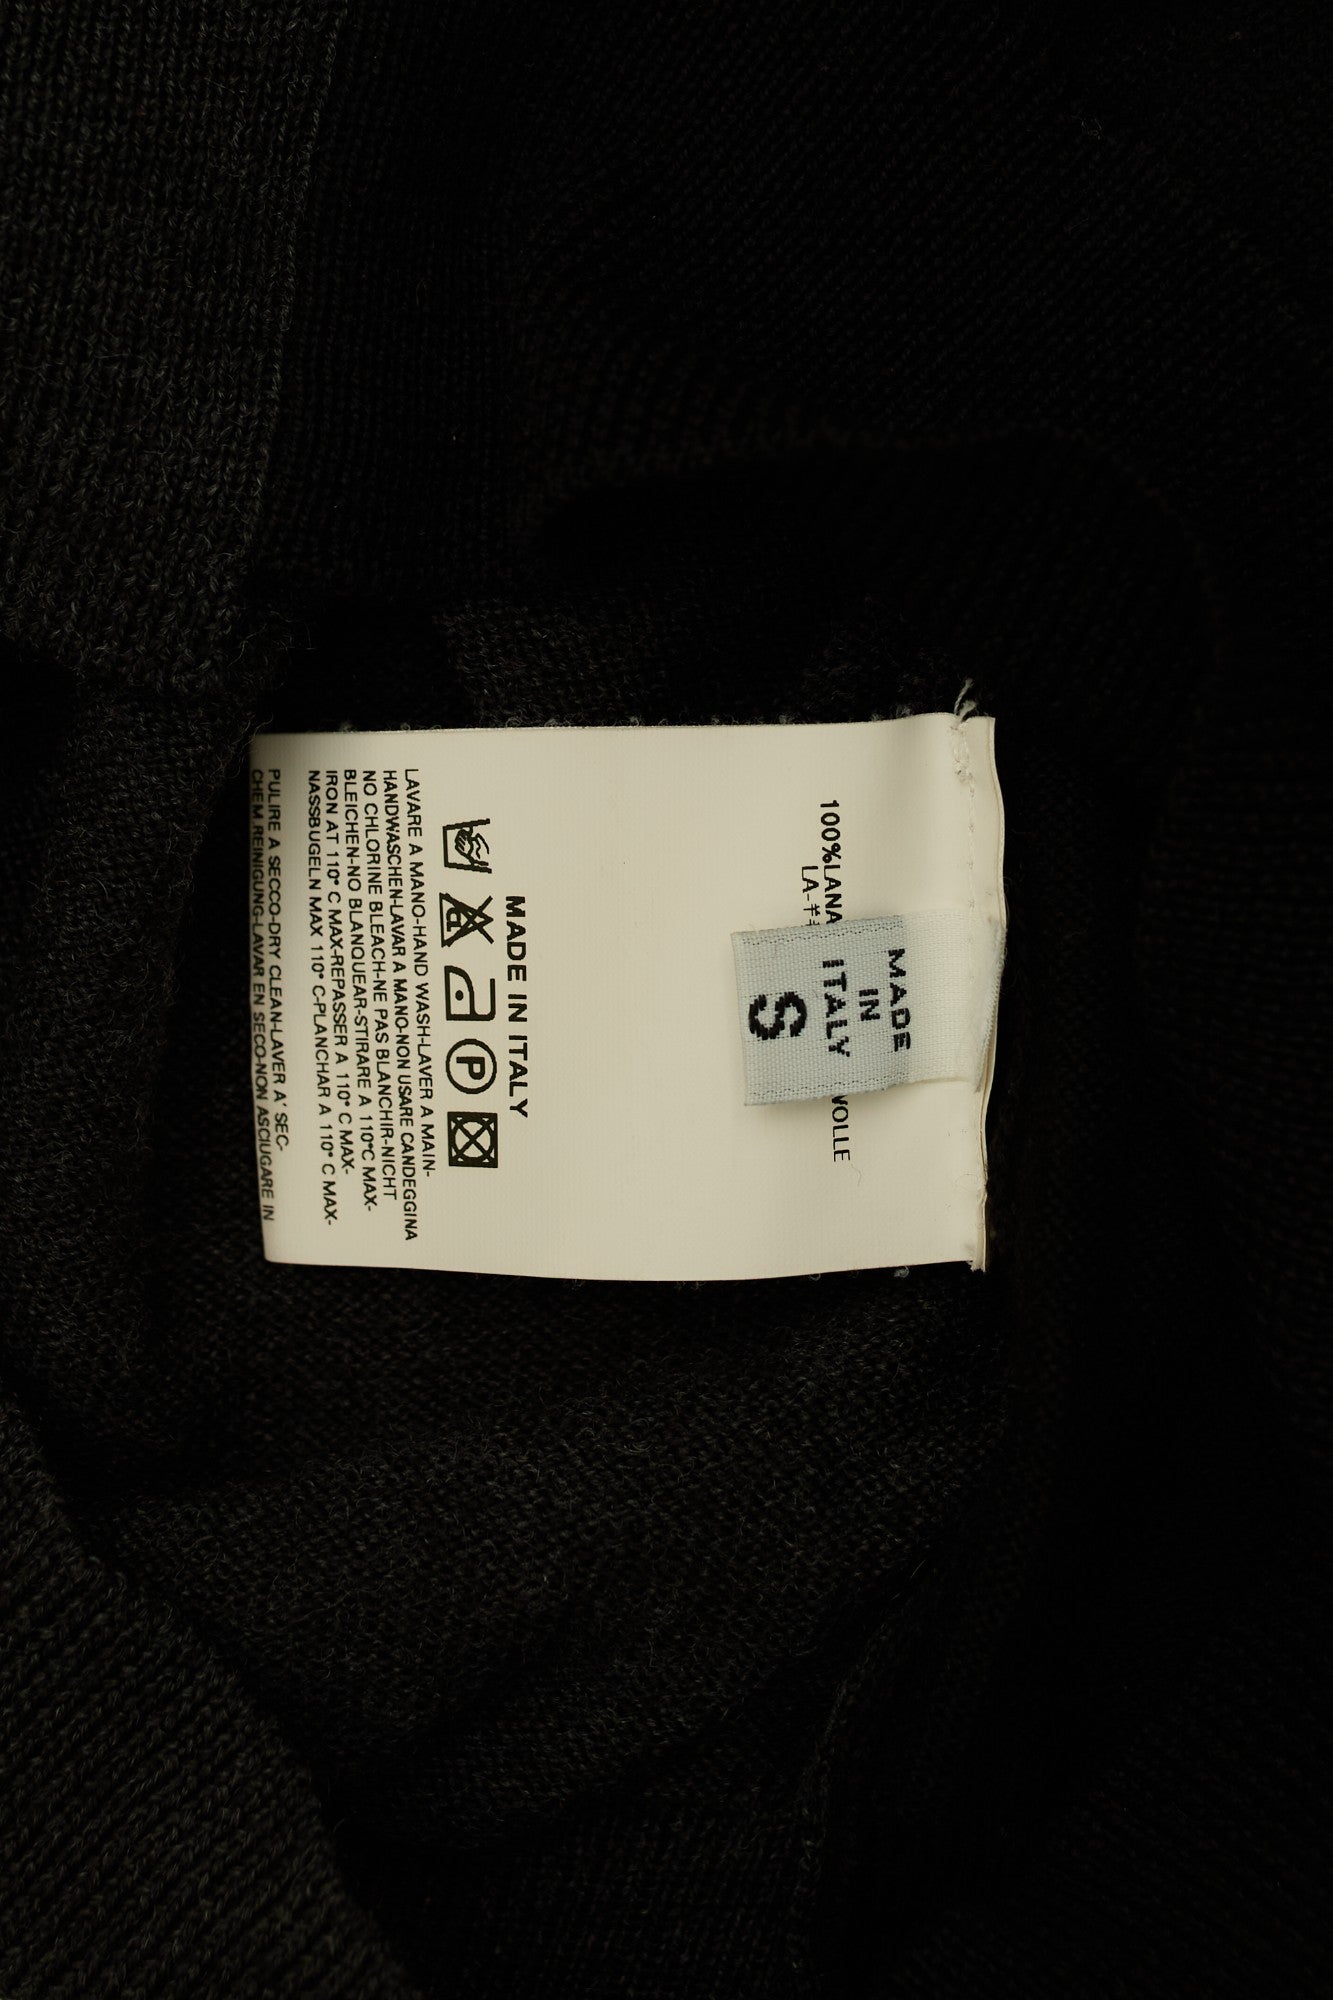 100%LANA
VOLLE
LA-
MADE
IN
ITALY
S
MADE IN ITALY
P
LAVARE A MANO-HAND WASH-LAVER A MAIN-
HANDWASCHEN-LAVAR A MANO-NON USARE CANDEGGINA
NO CHLORINE BLEACH-NE PAS BLANCHIR-NICHT
BLEICHEN-NO BLANQUEAR-STIRARE A 110°C MAX-
IRON AT 110° C MAX-REPASSER A 110° C MAX-
NASSBUGELN MAX 110° C-PLANCHAR A 110° C MAX-
PULIRE A SECCO-DRY CLEAN-LAVER A' SEC-
CHEM.REINIGUNG-LAVAR EN SECO-NON ASCIUGARE IN